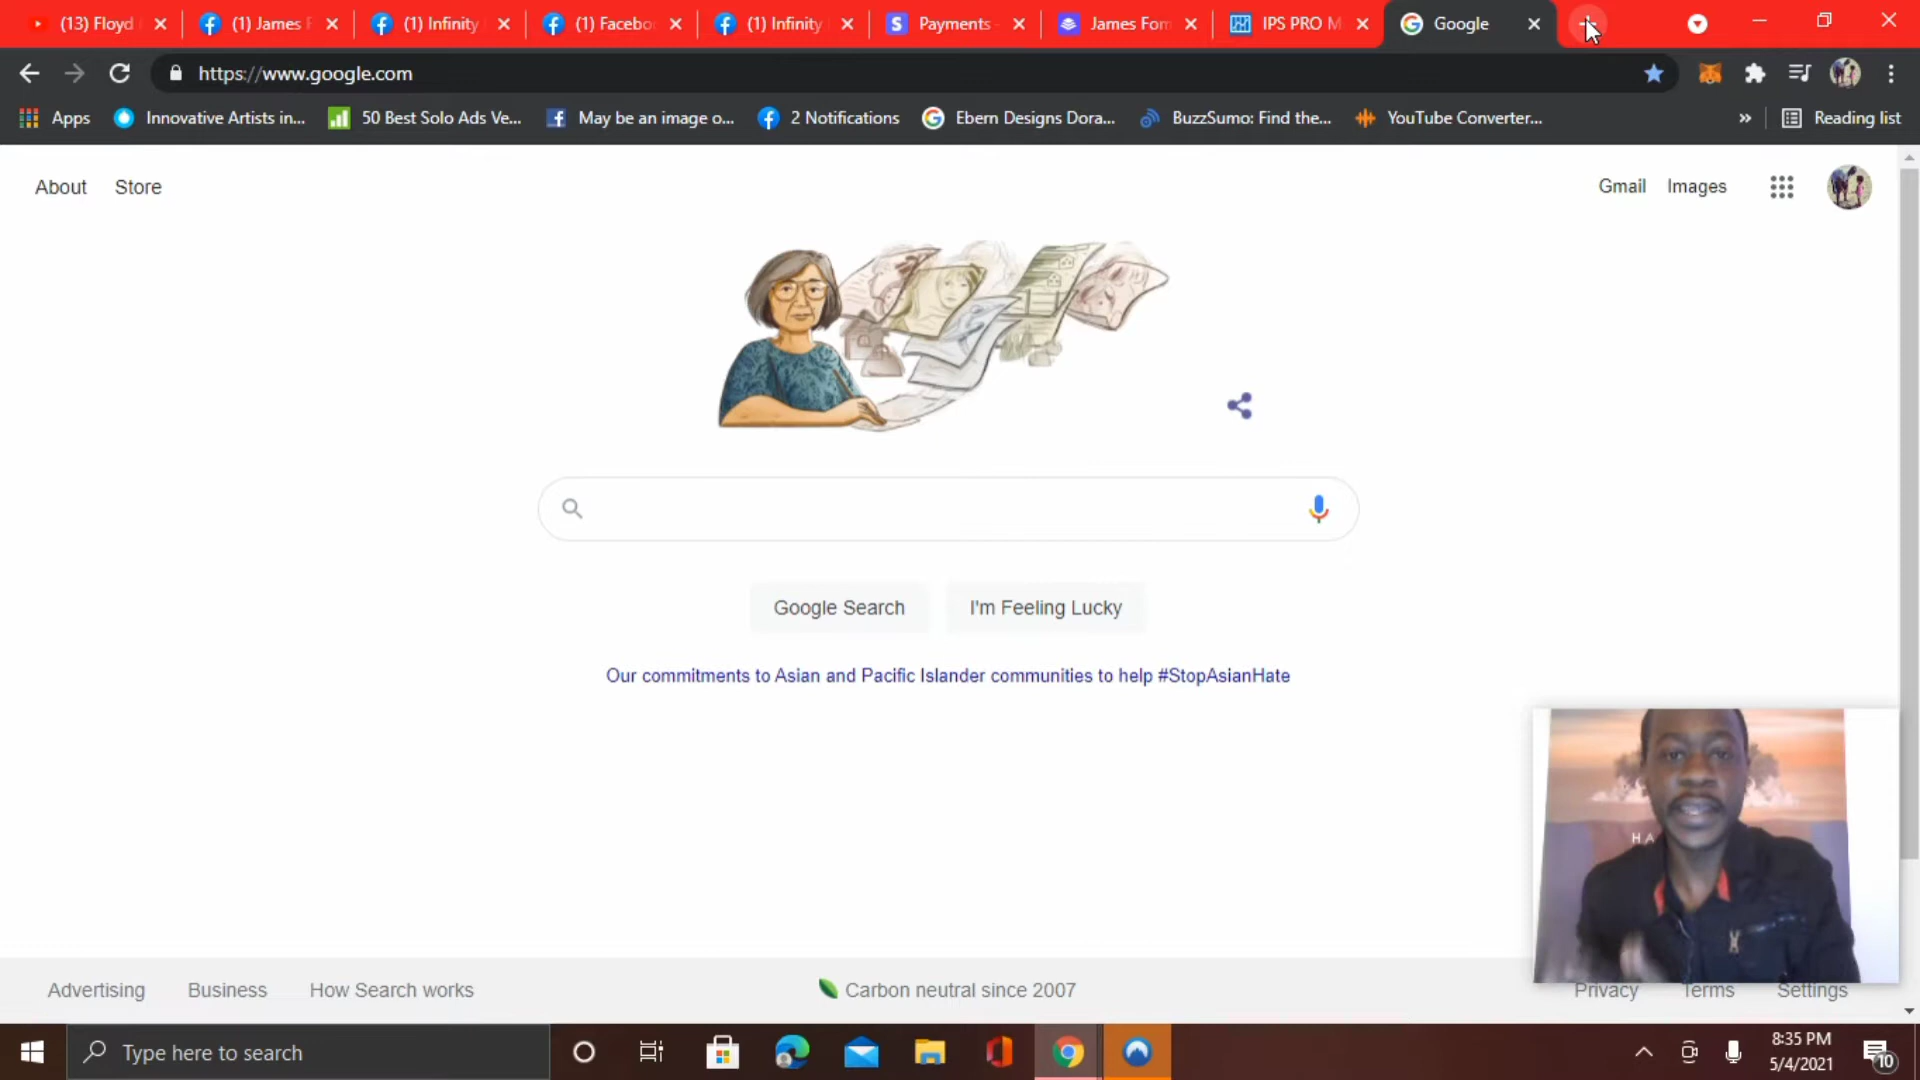 (13) Floyd
(1) James F
(1) Infinity
(1) Faceboo
(1) Infinity
Payments -
James Form
IPS PRO M
Google
https://www.google.com
Apps
Innovative Artists in...
50 Best Solo Ads Ve...
May be an image o...
2 Notifications
Ebern Designs Dora...
BuzzSumo: Find the...
YouTube Converter...
Reading list
About
Store
Gmail
Images
Google Search
I'm Feeling Lucky
Our commitments to Asian and Pacific Islander communities to help #StopAsianHate
HA
Advertising
Business
How Search works
Carbon neutral since 2007
Privacy
Terms
Settings
Type here to search
8:35 PM
5/4/2021
10